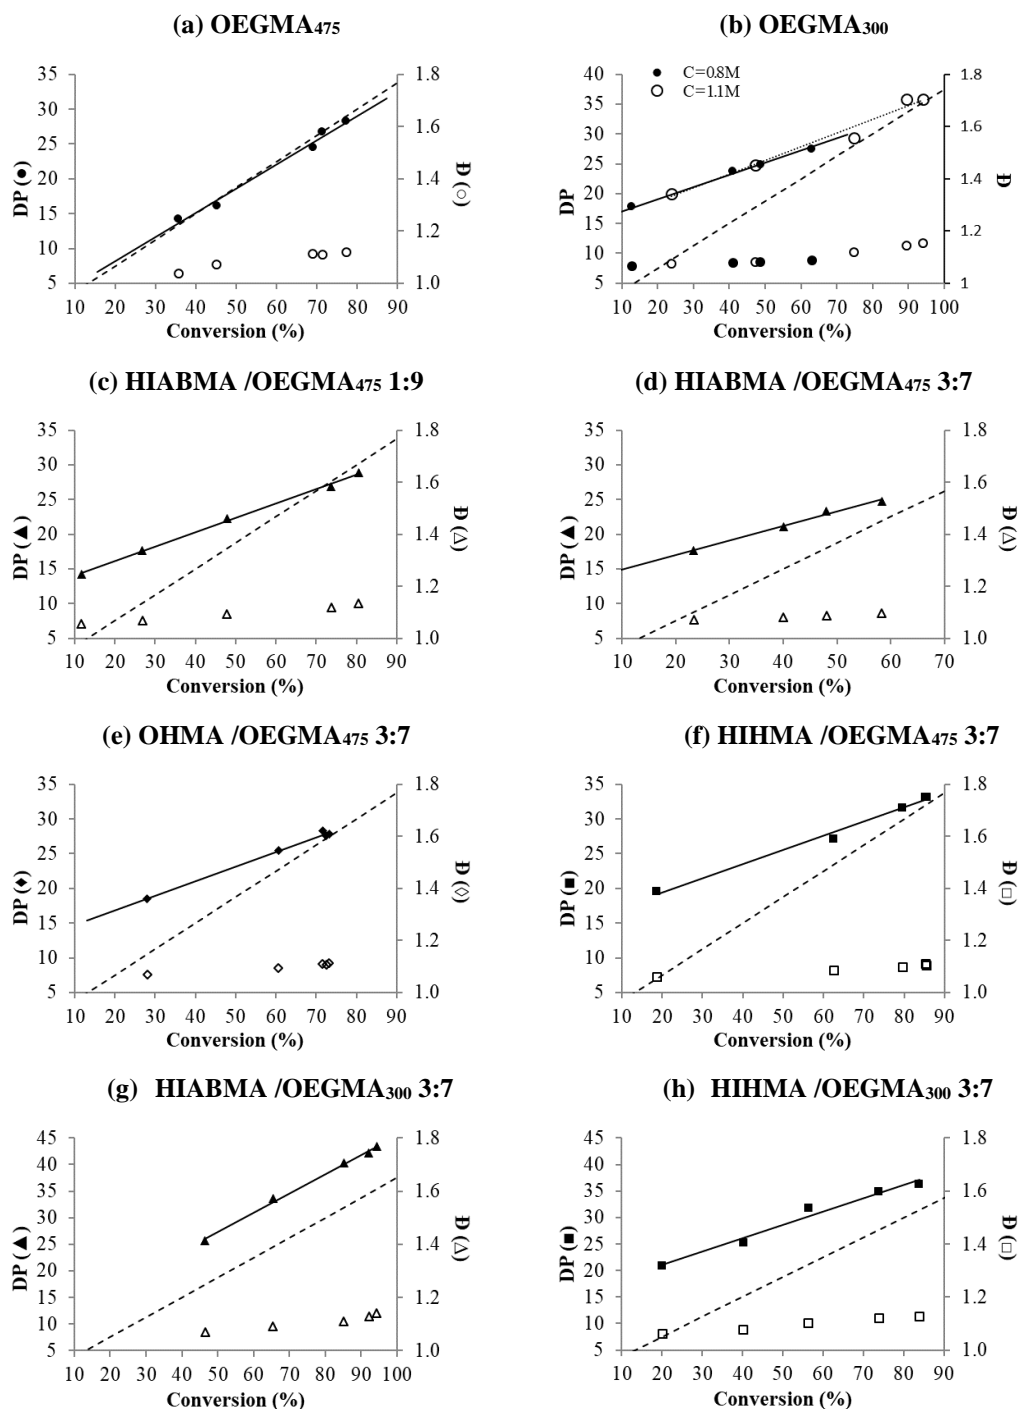 (a) OEGMA475
(b) OEGMA300
35
30
25
20
15
10
5
1.8
1.6
1.4
1.2
1.0
DP (●)
Đ (○)
10 20 30 40 50 60 70 80 90
Conversion (%)
40
35
30
25
20
15
10
5
1.8
1.6
1.4
1.2
1
C=0.8M
C=1.1M
DP
Đ
10 20 30 40 50 60 70 80 90 100
Conversion (%)
(c) HIABMA /OEGMA475 1:9
(d) HIABMA /OEGMA475 3:7
35
30
25
20
15
10
5
1.8
1.6
1.4
1.2
1.0
DP (▲)
Đ (△)
10 20 30 40 50 60 70 80 90
Conversion (%)
35
30
25
20
15
10
5
1.8
1.6
1.4
1.2
1.0
DP (▲)
Đ (△)
10 20 30 40 50 60 70
Conversion (%)
(e) OHMA /OEGMA475 3:7
(f) HIHMA /OEGMA475 3:7
35
30
25
20
15
10
5
1.8
1.6
1.4
1.2
1.0
DP (♦)
Đ (◇)
10 20 30 40 50 60 70 80 90
Conversion (%)
35
30
25
20
15
10
5
1.8
1.6
1.4
1.2
1.0
DP (■)
Đ (□)
10 20 30 40 50 60 70 80 90
Conversion (%)
(g) HIABMA /OEGMA300 3:7
(h) HIHMA /OEGMA300 3:7
45
40
35
30
25
20
15
10
5
1.8
1.6
1.4
1.2
1.0
DP (▲)
Đ (△)
10 20 30 40 50 60 70 80 90 100
Conversion (%)
45
40
35
30
25
20
15
10
5
1.8
1.6
1.4
1.2
1.0
DP (■)
Đ (□)
10 20 30 40 50 60 70 80 90
Conversion (%)